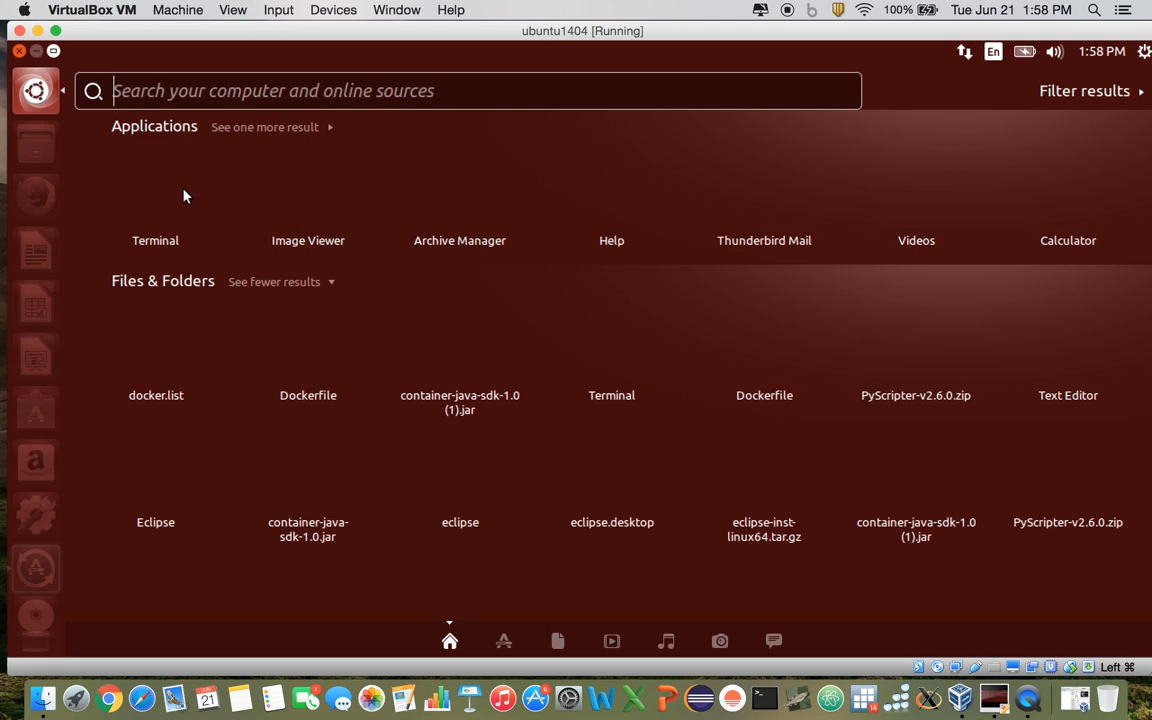 VirtualBox VM Machine View Input Devices Window Help 100% Tue Jun 21 1:58 PM
ubuntu1404 [Running]
En 1:58 PM
Search your computer and online sources
Filter results
Applications See one more result
Terminal Image Viewer Archive Manager Help Thunderbird Mail Videos Calculator
Files & Folders See fewer results
docker.list Dockerfile container-java-sdk-1.0 (1).jar Terminal Dockerfile PyScripter-v2.6.0.zip Text Editor
Eclipse container-java-sdk-1.0.jar eclipse eclipse.desktop eclipse-inst-linux64.tar.gz container-java-sdk-1.0 (1).jar PyScripter-v2.6.0.zip
Left ⌘